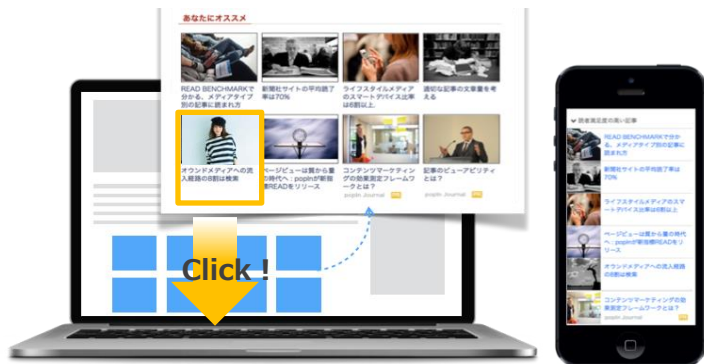 あなたにオススメ
READ BENCHMARKで
分かる、メディアタイプ
別の記事に読まれ方
新聞社サイトの平均読了
率は70%
ライフスタイルメディア
のスマートデバイス比率
は6割以上
適切な記事の文章量を考
える
オウンドメディアへの流
入経路の8割は検索
ページビューは質から量
の時代へ:popInが新指
標READをリリース
コンテンツマーケティン
グの効果測定フレームワ
ークとは?
popIn Journal
記事のビューアビリティ
とは?
popIn Journal
Click !
読者満足度の高い記事
READ BENCHMARKで分か
る、メディアタイプ別の記事に
読まれ方
新聞社サイトの平均読了率は
70%
ライフスタイルメディアのスマ
ートデバイス比率は6割以上
ページビューは質から量の時代
へ:popInが新指標READをリ
リース
オウンドメディアへの流入経路
の8割は検索
コンテンツマーケティングの効
果測定フレームワークとは?
popIn Journal